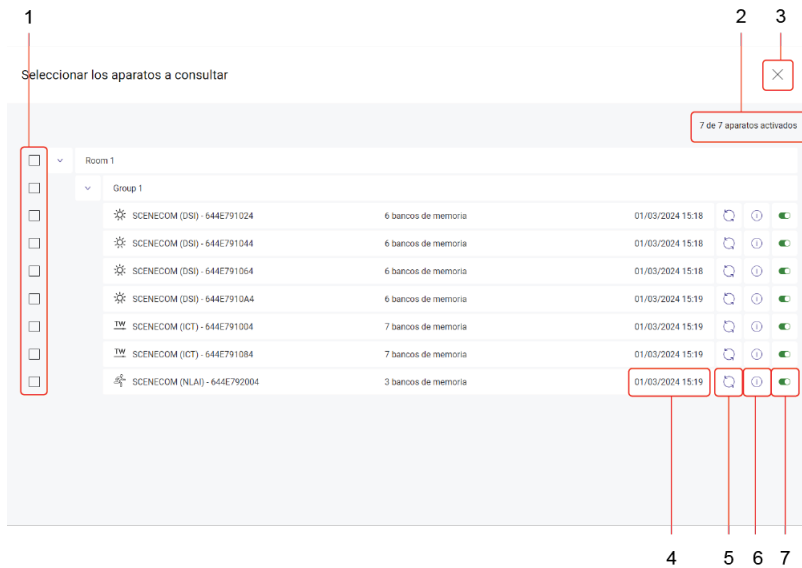 1 2 3
Seleccionar los aparatos a consultar
7 de 7 aparatos activados
Room 1
Group 1
SCENECOM (DSI) - 644E791024 6 bancos de memoria 01/03/2024 15:18
SCENECOM (DSI) - 644E791044 6 bancos de memoria 01/03/2024 15:18
SCENECOM (DSI) - 644E791064 6 bancos de memoria 01/03/2024 15:18
SCENECOM (DSI) - 644E7910A4 6 bancos de memoria 01/03/2024 15:19
TW SCENECOM (ICT) - 644E791004 7 bancos de memoria 01/03/2024 15:19
TW SCENECOM (ICT) - 644E791084 7 bancos de memoria 01/03/2024 15:19
SCENECOM (NLAI) - 644E792004 3 bancos de memoria 01/03/2024 15:19
4 5 6 7